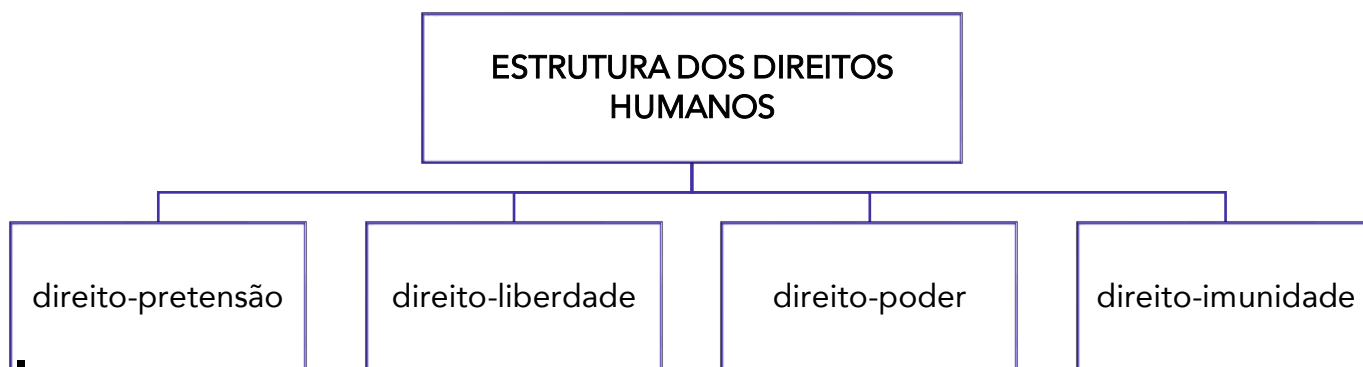 ESTRUTURA DOS DIREITOS
HUMANOS
direito-pretensão
direito-liberdade
direito-poder
direito-imunidade